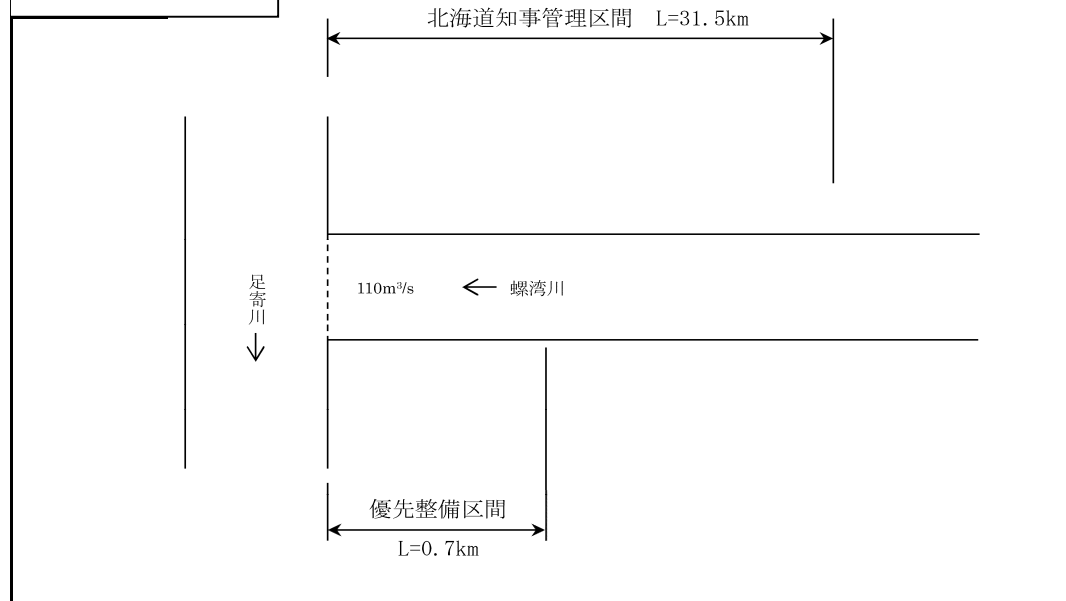 北海道知事管理区間　L=31.5km
足寄川
110m³/s
螺湾川
優先整備区間
L=0.7km